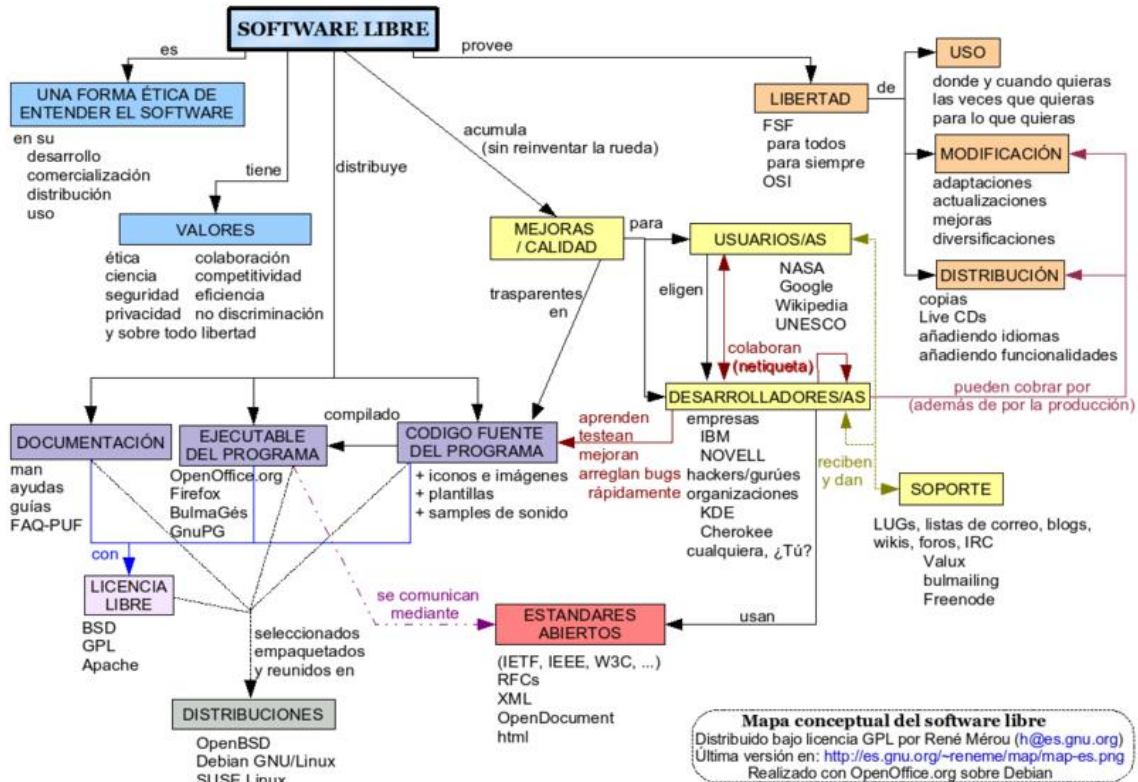 SOFTWARE LIBRE
es
provee
UNA FORMA ÉTICA DE
ENTENDER EL SOFTWARE
en su
desarrollo
comercialización
distribución
uso
tiene
distribuye
acumula
(sin reinventar la rueda)
LIBERTAD
FSF
para todos
para siempre
OSI
de
USO
donde y cuando quieras
las veces que quieras
para lo que quieras
MODIFICACIÓN
adaptaciones
actualizaciones
mejoras
diversificaciones
DISTRIBUCIÓN
copias
Live CDs
añadiendo idiomas
añadiendo funcionalidades
VALORES
ética colaboración
ciencia competitividad
seguridad eficiencia
privacidad no discriminación
y sobre todo libertad
MEJORAS
/ CALIDAD
para
trasparentes
en
USUARIOS/AS
NASA
Google
Wikipedia
UNESCO
eligen
colaboran
(netiqueta)
DESARROLLADORES/AS
empresas
IBM
NOVELL
hackers/gurúes
organizaciones
KDE
Cherokee
cualquiera, ¿Tú?
pueden cobrar por
(además de por la producción)
aprenden
testean
mejoran
arreglan bugs
rápidamente
reciben
y dan
SOPORTE
LUGs, listas de correo, blogs,
wikis, foros, IRC
Valux
bulmailing
Freenode
DOCUMENTACIÓN
man
ayudas
guías
FAQ-PUF
compilado
EJECUTABLE
DEL PROGRAMA
OpenOffice.org
Firefox
BulmaGés
GnuPG
CODIGO FUENTE
DEL PROGRAMA
+ iconos e imágenes
+ plantillas
+ samples de sonido
con
LICENCIA
LIBRE
BSD
GPL
Apache
se comunican
mediante
ESTANDARES
ABIERTOS
(IETF, IEEE, W3C, ...)
RFCs
XML
OpenDocument
html
usan
seleccionados
empaquetados
y reunidos en
DISTRIBUCIONES
OpenBSD
Debian GNU/Linux
SUSE Linux
Mapa conceptual del software libre
Distribuido bajo licencia GPL por René Mérou (h@es.gnu.org)
Última versión en: http://es.gnu.org/~reneme/map/map-es.png
Realizado con OpenOffice.org sobre Debian